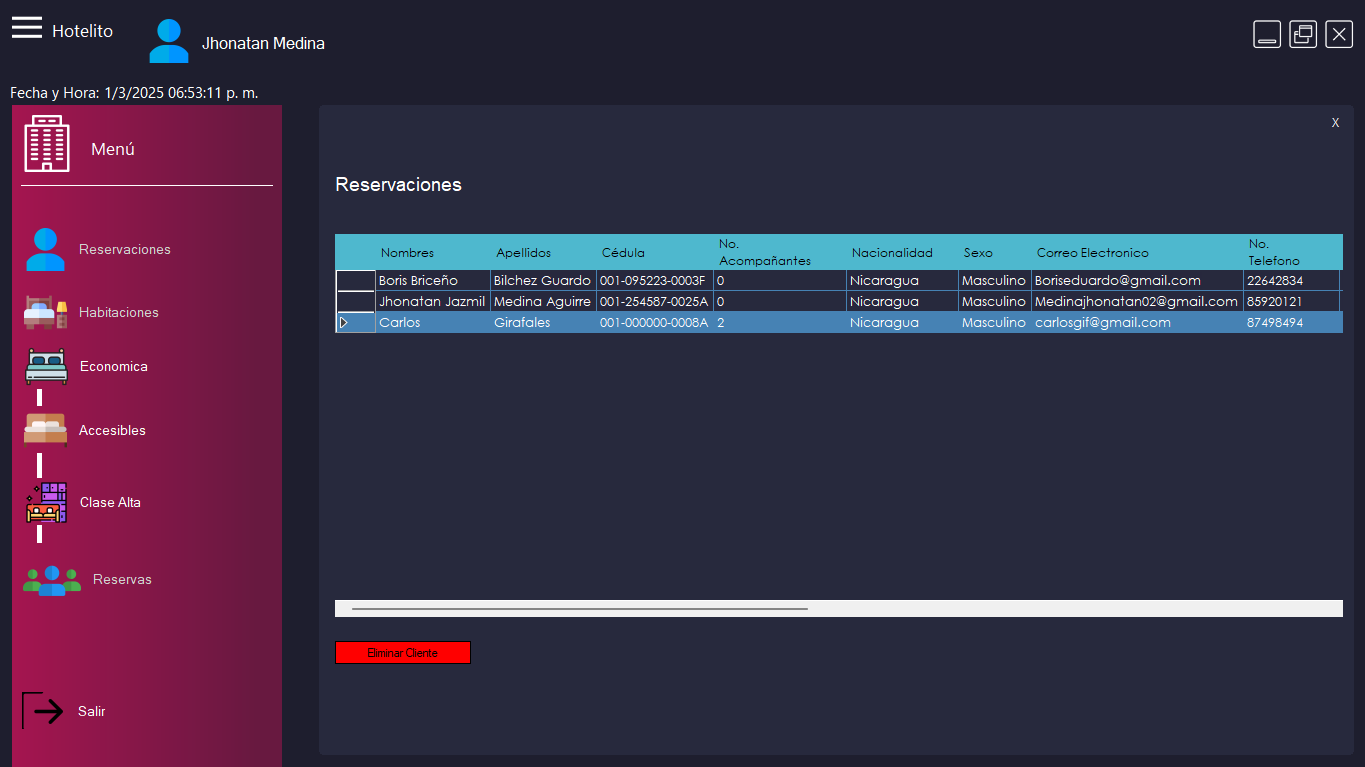 Hotelito
Jhonatan Medina
Fecha y Hora: 1/3/2025 06:53:11 p. m.
Menú
Reservaciones
Habitaciones
Economica
Accesibles
Clase Alta
Reservas
Salir
X
Reservaciones
Nombres Apellidos Cédula No. Acompañantes Nacionalidad Sexo Correo Electronico No. Telefono
Boris Briceño Bilchez Guardo 001-095223-0003F 0 Nicaragua Masculino Boriseduardo@gmail.com 22642834
Jhonatan Jazmil Medina Aguirre 001-254587-0025A 0 Nicaragua Masculino Medinajhonatan02@gmail.com 85920121
Carlos Girafales 001-000000-0008A 2 Nicaragua Masculino carlosgif@gmail.com 87498494
Eliminar Cliente